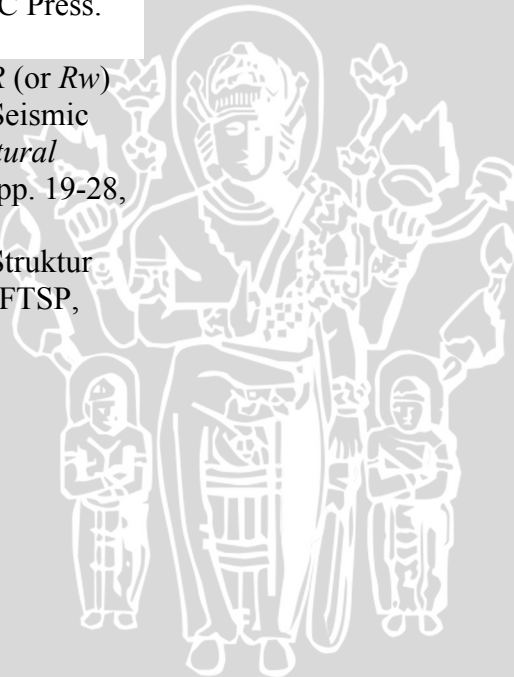 C Press.
R (or Rw)
Seismic
tural
pp. 19-28,
Struktur
FTSP,